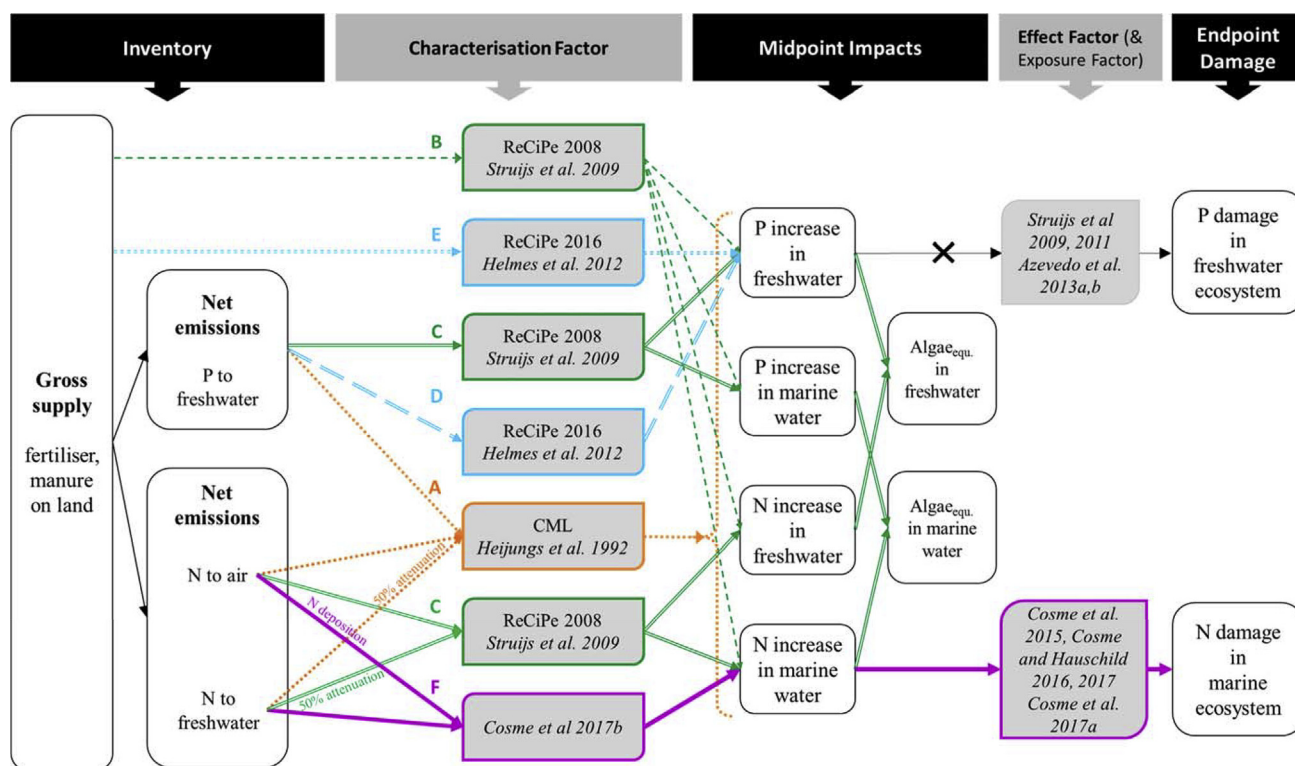 Inventory
Characterisation Factor
Midpoint Impacts
Effect Factor (&
Exposure Factor)
Endpoint
Damage
Gross
supply
fertiliser,
manure
on land
Net
emissions
P to
freshwater
Net
emissions
N to air
N to
freshwater
B
E
C
D
A
C
F
50% attenuation
N deposition
50% attenuation
ReCiPe 2008
Struijs et al. 2009
ReCiPe 2016
Helmes et al. 2012
ReCiPe 2008
Struijs et al. 2009
ReCiPe 2016
Helmes et al. 2012
CML
Heijungs et al. 1992
ReCiPe 2008
Struijs et al. 2009
Cosme et al 2017b
P increase
in
freshwater
P increase
in marine
water
N increase
in
freshwater
N increase
in marine
water
Algaeequ.
in
freshwater
Algaeequ.
in marine
water
Struijs et al
2009, 2011
Azevedo et al.
2013a,b
Cosme et al.
2015, Cosme
and Hauschild
2016, 2017
Cosme et al.
2017a
P damage
in
freshwater
ecosystem
N damage
in
marine
ecosystem